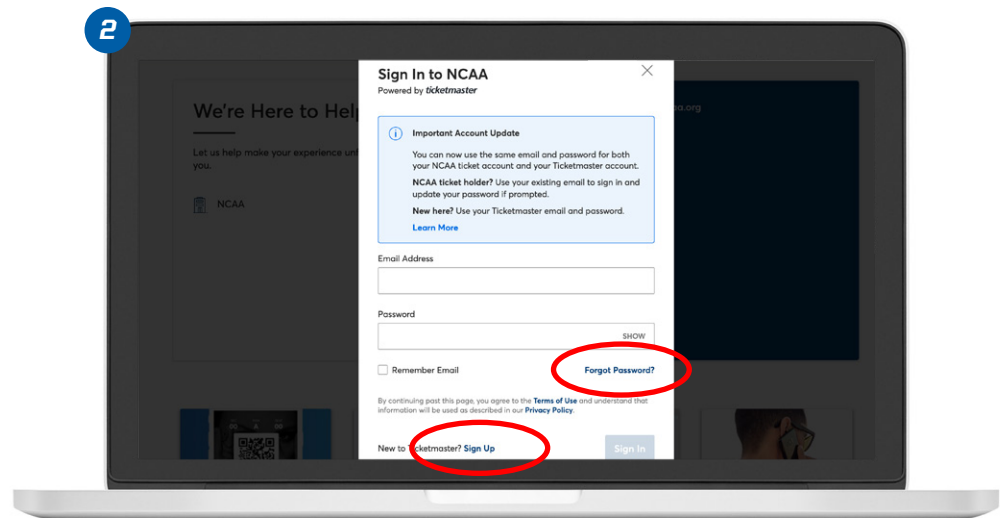 2
We're Here to Help
Let us help make your experience unf
you.
NCAA
Sign In to NCAA
Powered by ticketmaster
Important Account Update
You can now use the same email and password for both
your NCAA ticket account and your Ticketmaster account.
NCAA ticket holder? Use your existing email to sign in and
update your password if prompted.
New here? Use your Ticketmaster email and password.
Learn More
Email Address
Password
SHOW
Remember Email
Forgot Password?
By continuing past this page, you agree to the Terms of Use and understand that
information will be used as described in our Privacy Policy.
New to Ticketmaster? Sign Up
Sign In